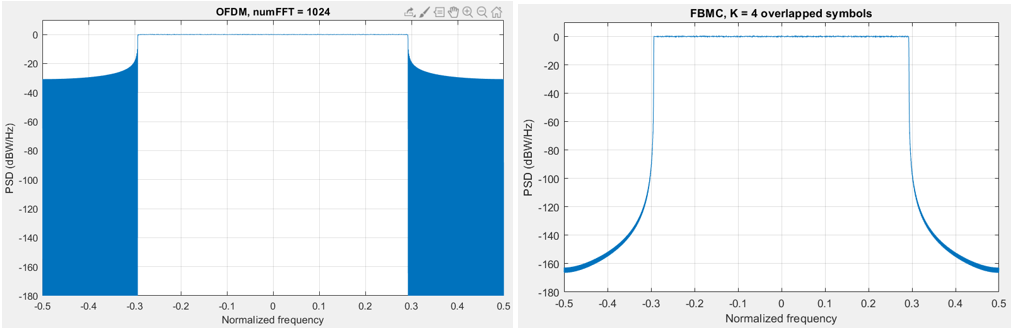 OFDM, numFFT = 1024
0
-20
-40
-60
-80
-100
-120
-140
-160
-180
PSD (dBW/Hz)
-0.5 -0.4 -0.3 -0.2 -0.1 0 0.1 0.2 0.3 0.4 0.5
Normalized frequency
FBMC, K = 4 overlapped symbols
0
-20
-40
-60
-80
-100
-120
-140
-160
-180
PSD (dBW/Hz)
-0.5 -0.4 -0.3 -0.2 -0.1 0 0.1 0.2 0.3 0.4 0.5
Normalized frequency